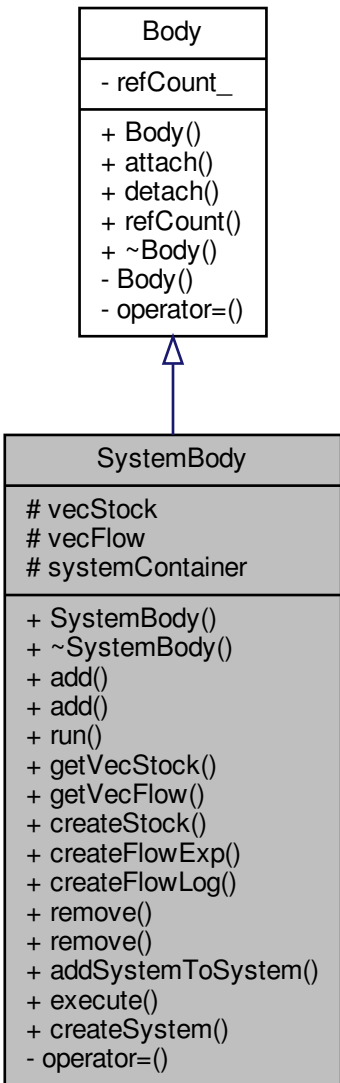 Body
- refCount_
+ Body()
+ attach()
+ detach()
+ refCount()
+ ~Body()
- Body()
- operator=()
SystemBody
# vecStock
# vecFlow
# systemContainer
+ SystemBody()
+ ~SystemBody()
+ add()
+ add()
+ run()
+ getVecStock()
+ getVecFlow()
+ createStock()
+ createFlowExp()
+ createFlowLog()
+ remove()
+ remove()
+ addSystemToSystem()
+ execute()
+ createSystem()
- operator=()